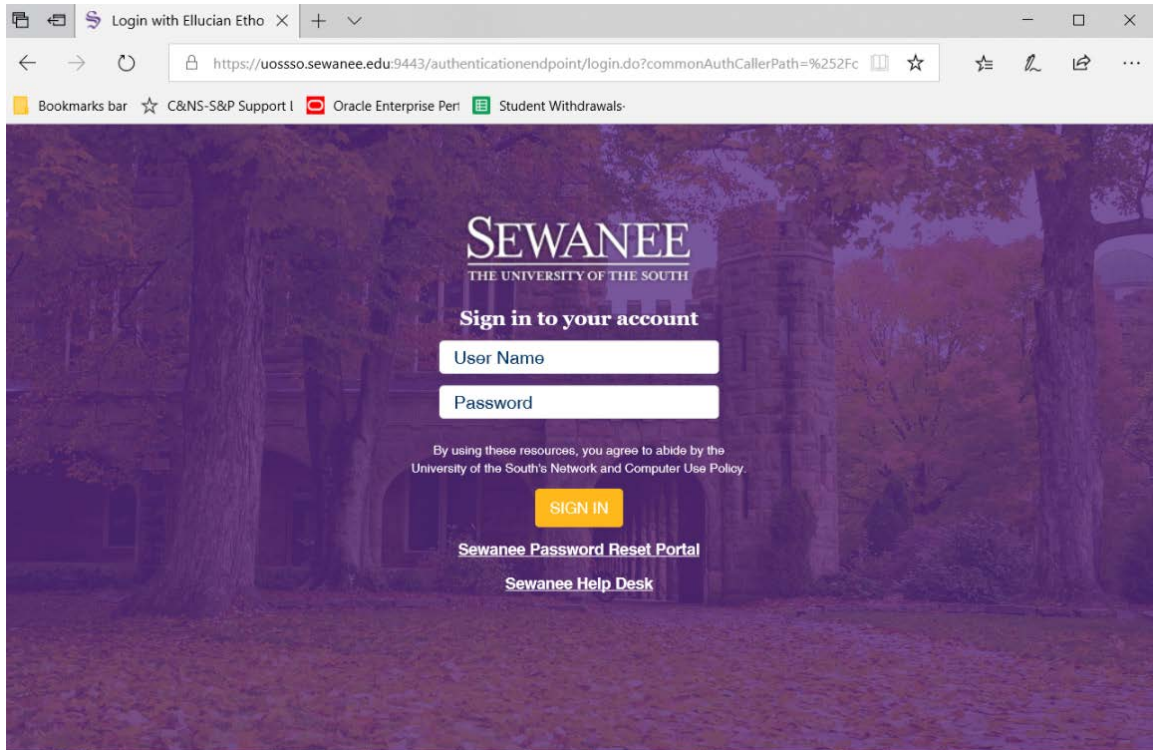 Login with Ellucian Etho
https://uossso.sewanee.edu:9443/authenticationendpoint/login.do?commonAuthCallerPath=%252Fc
Bookmarks bar C&NS-S&P Support l Oracle Enterprise Peri Student Withdrawals-
SEWANEE
THE UNIVERSITY OF THE SOUTH
Sign in to your account
User Name
Password
By using these resources, you agree to abide by the
University of the South's Network and Computer Use Policy.
SIGN IN
Sewanee Password Reset Portal
Sewanee Help Desk